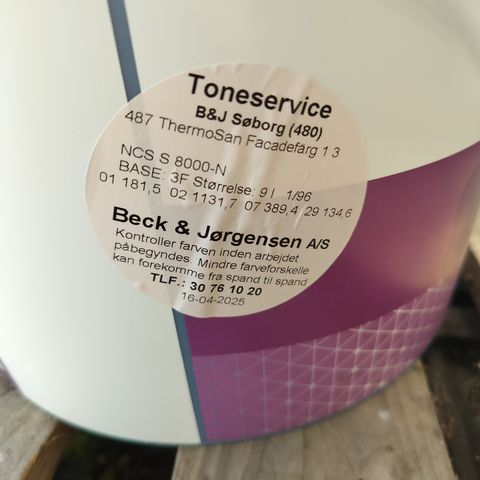 Toneservice
B&J Søborg (480)
487 ThermoSan Facadefärg 1 3
NCS S 8000-N
BASE: 3F Størrelse: 9 l 1/96
01 181,5 02 1131,7 07 389,4 29 134,6
Beck & Jørgensen A/S
Kontroller farven inden arbejdet
påbegyndes. Mindre farveforskelle
kan forekomme fra spand til spand
TLF.: 30 76 10 20
16-04-2025